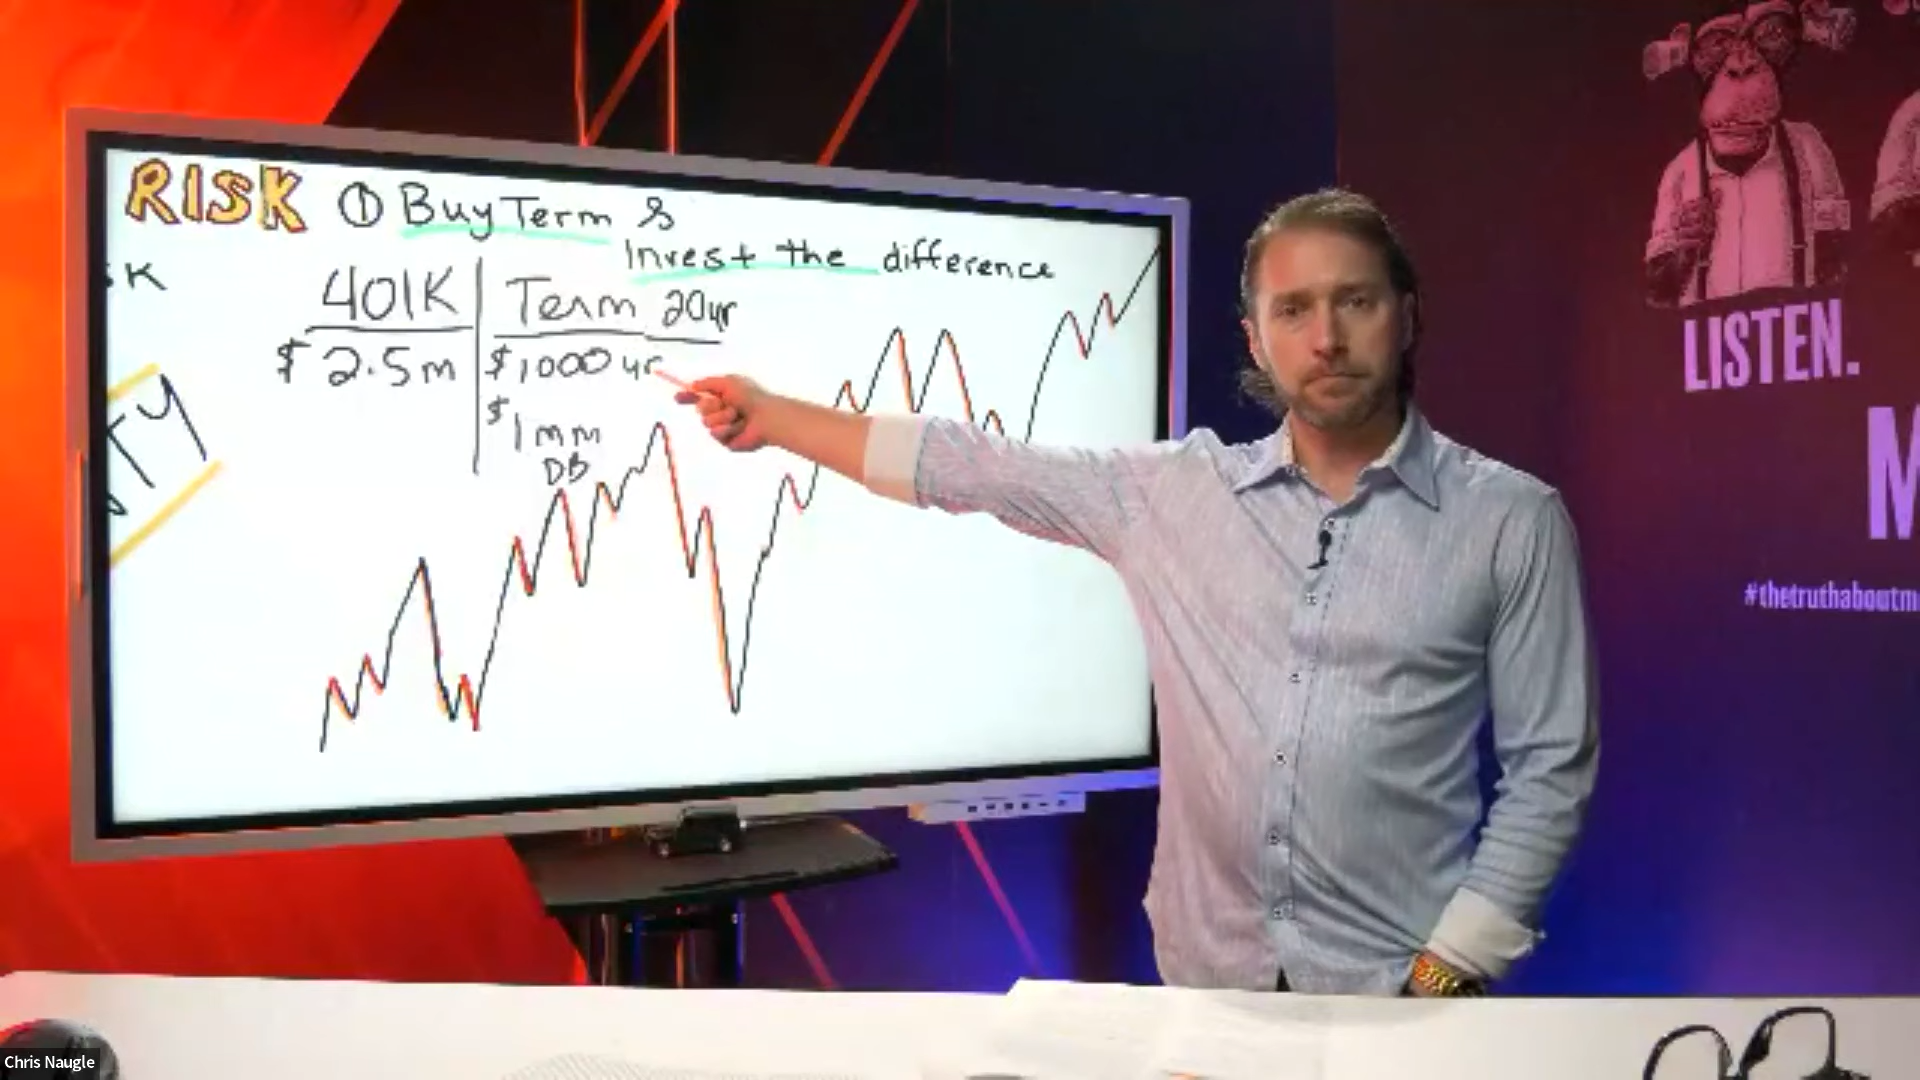 RISK ① Buy Term &
Invest the difference
401K
Term 20yr
$2.5m
$1000 yr
$1mm
DB
LISTEN.
M
#thetruthaboutm
Chris Naugle